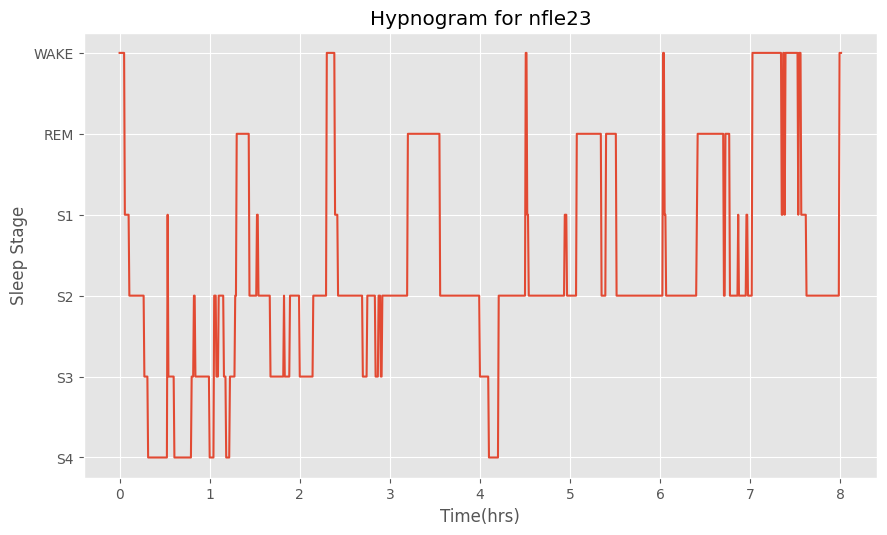 Hypnogram for nfle23
WAKE
REM
S1
S2
S3
S4
Sleep Stage
0 1 2 3 4 5 6 7 8
Time(hrs)